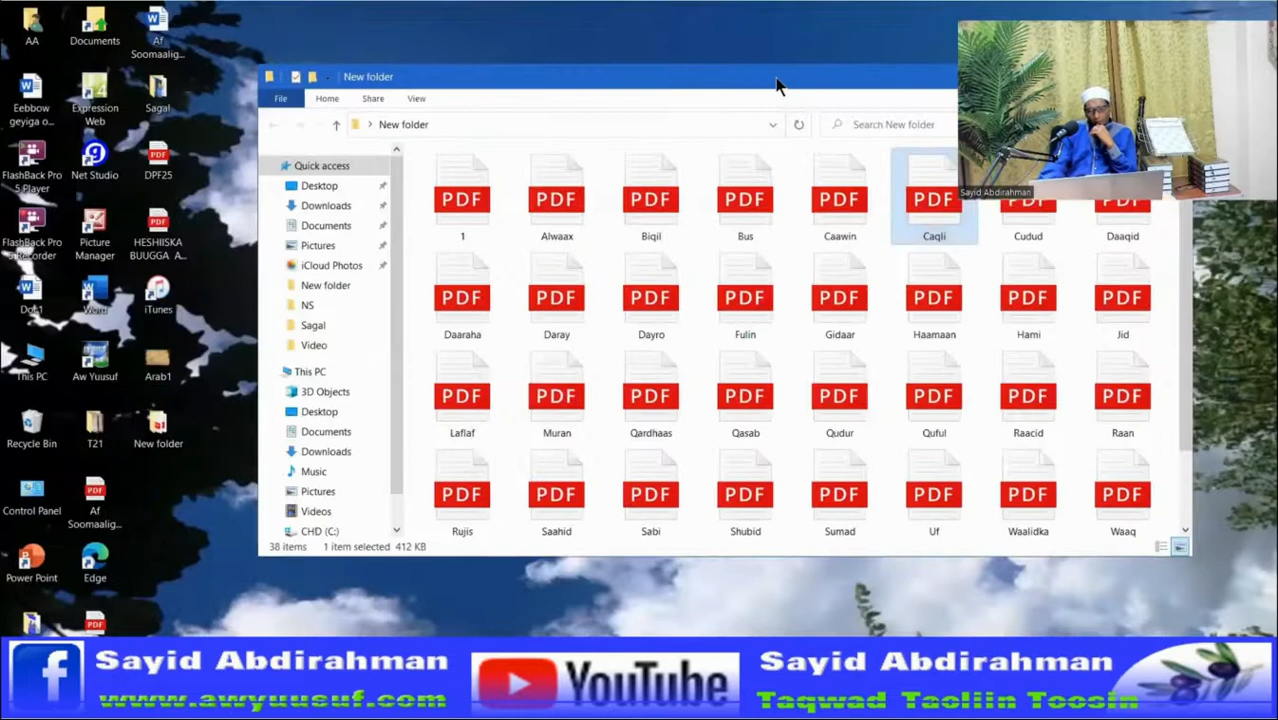 AA
Documents
Af
Soomaalig...
Eebbow
geyiga o...
Expression
Web
Sagal
FlashBack Pro
5 Player
Net Studio
DPF25
FlashBack Pro
5 Recorder
Picture
Manager
HESHIISKA
BUUGGA A...
Doc1
Word
iTunes
This PC
Aw Yuusuf
Arab1
Recycle Bin
T21
New folder
Control Panel
Af
Soomaalig...
Power Point
Edge
New folder
File
Home
Share
View
New folder
Search New folder
Quick access
Desktop
Downloads
Documents
Pictures
iCloud Photos
New folder
NS
Sagal
Video
This PC
3D Objects
Desktop
Documents
Downloads
Music
Pictures
Videos
CHD (C:)
PDF PDF PDF PDF PDF PDF PDF PDF
1 Alwaax Biqil Bus Caawin Caqli Cudud Daaqid
PDF PDF PDF PDF PDF PDF PDF PDF
Daaraha Daray Dayro Fulin Gidaar Haamaan Hami Jid
PDF PDF PDF PDF PDF PDF PDF PDF
Laflaf Muran Qardhaas Qasab Qudur Quful Raacid Raan
PDF PDF PDF PDF PDF PDF PDF PDF
Rujis Saahid Sabi Shubid Sumad Uf Waalidka Waaq
38 items 1 item selected 412 KB
Sayid Abdirahman
Sayid Abdirahman
www.awyuusuf.com
YouTube
Sayid Abdirahman
Taqwad Taoliin Toosin